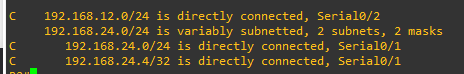 C    192.168.12.0/24 is directly connected, Serial0/2
     192.168.24.0/24 is variably subnetted, 2 subnets, 2 masks
C       192.168.24.0/24 is directly connected, Serial0/1
C       192.168.24.4/32 is directly connected, Serial0/1